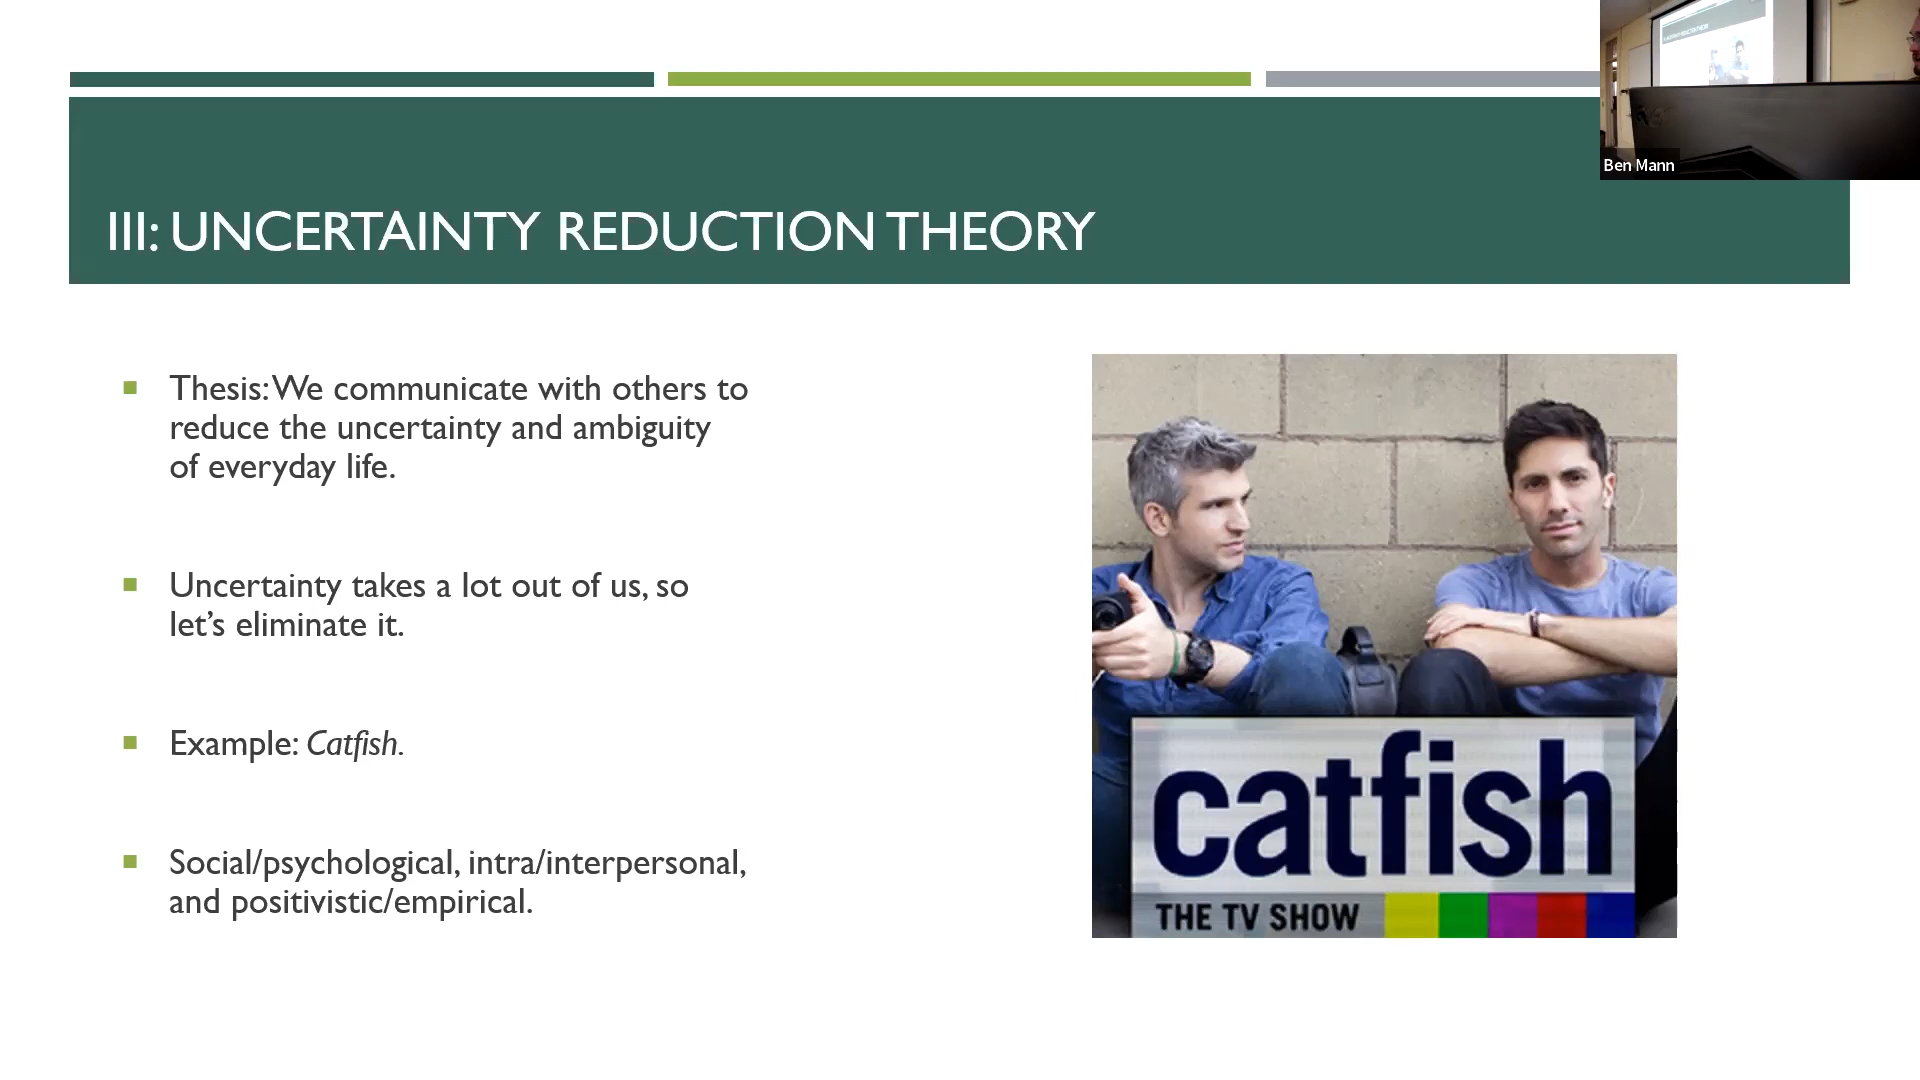 Ben Mann
III: UNCERTAINTY REDUCTION THEORY
Thesis: We communicate with others to
reduce the uncertainty and ambiguity
of everyday life.
Uncertainty takes a lot out of us, so
let’s eliminate it.
Example: Catfish.
Social/psychological, intra/interpersonal,
and positivistic/empirical.
catfish
THE TV SHOW